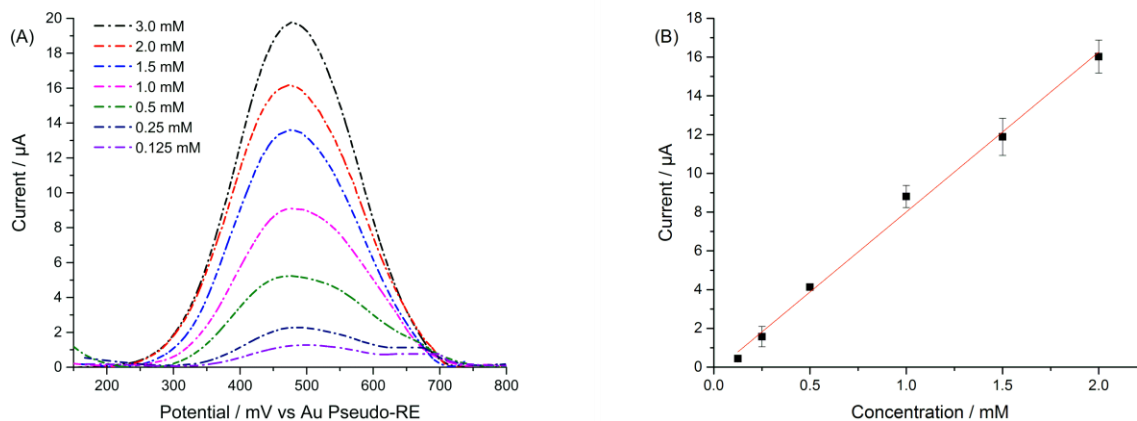 (A)
20
18
16
14
12
10
8
6
4
2
0
Current / µA
3.0 mM
2.0 mM
1.5 mM
1.0 mM
0.5 mM
0.25 mM
0.125 mM
200 300 400 500 600 700 800
Potential / mV vs Au Pseudo-RE
(B)
18
16
14
12
10
8
6
4
2
0
Current / µA
0.0 0.5 1.0 1.5 2.0
Concentration / mM